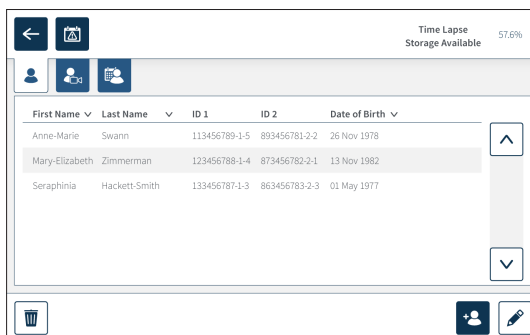 Time Lapse
Storage Available
57.6%
First Name Last Name ID 1 ID 2 Date of Birth
Anne-Marie Swann 113456789-1-5 893456781-2-2 26 Nov 1978
Mary-Elizabeth Zimmerman 123456788-1-4 873456782-2-1 13 Nov 1982
Seraphinia Hackett-Smith 133456787-1-3 863456783-2-3 01 May 1977